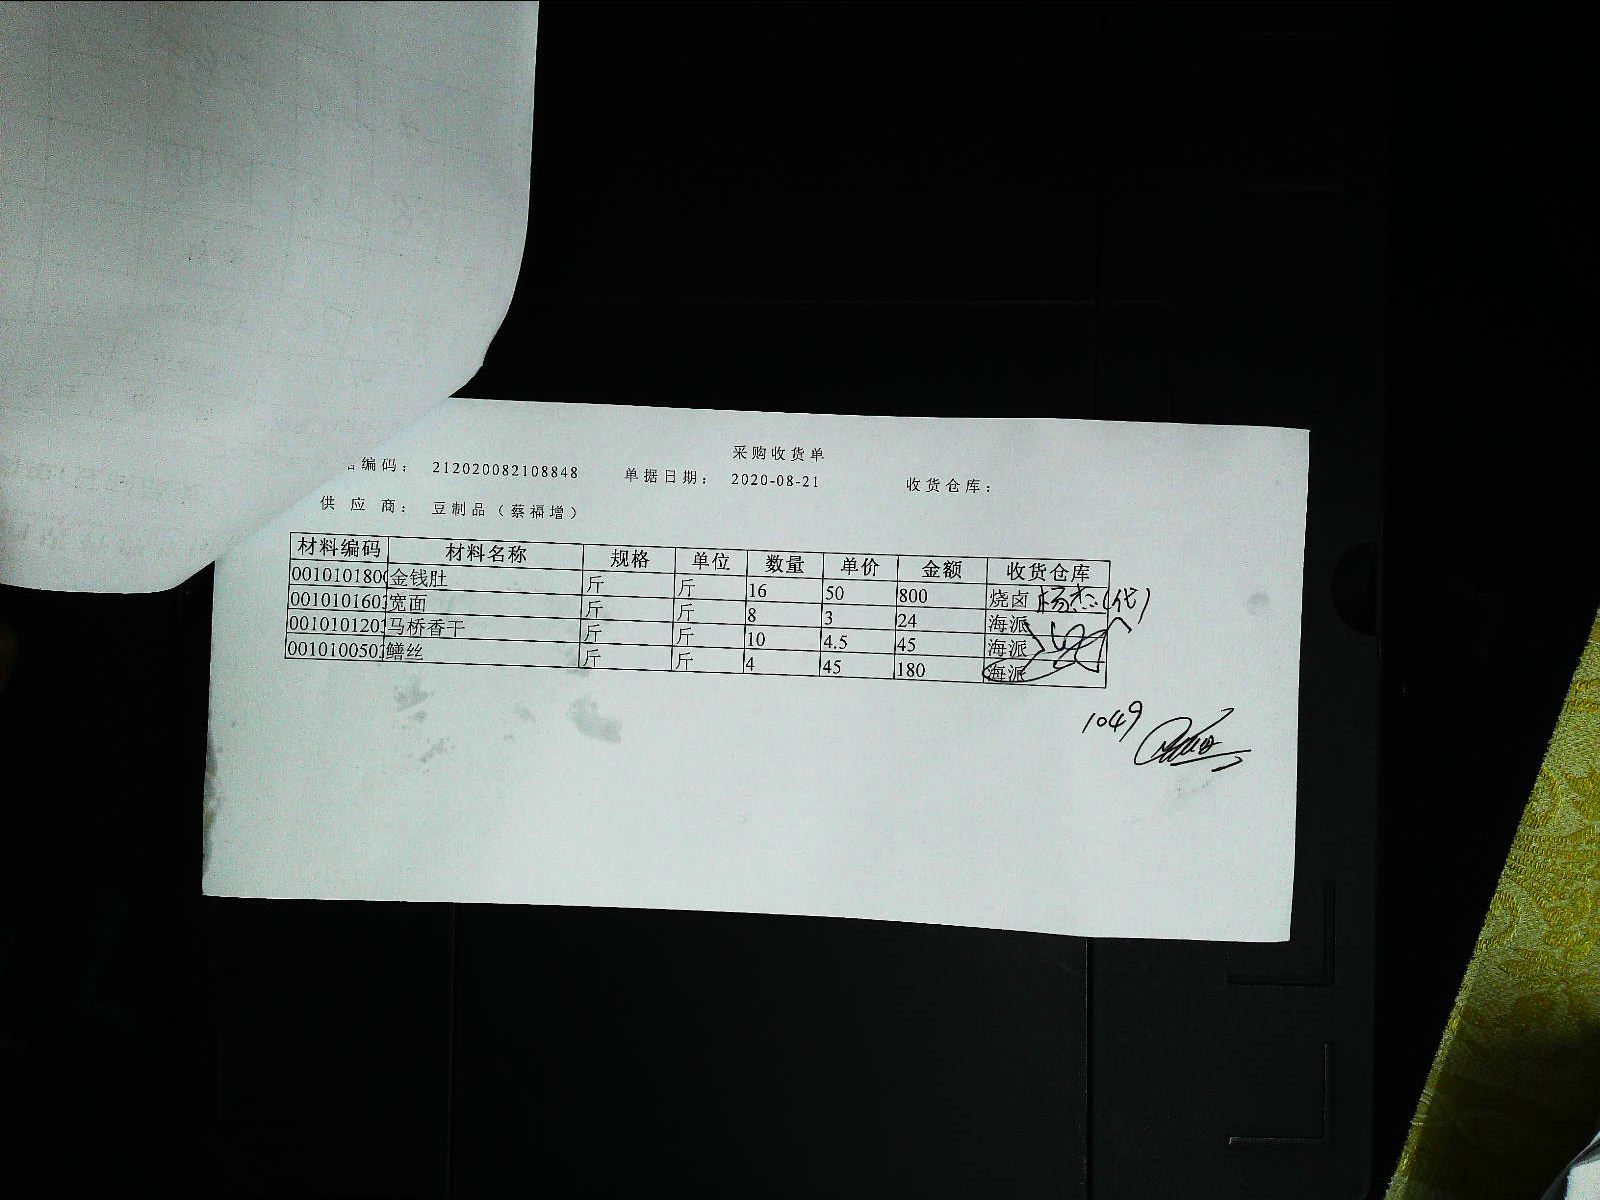 采购收货单
编码： 212020082108848 单据日期： 2020-08-21 收货仓库：
供应商： 豆制品（蔡福增）
材料编码 材料名称 规格 单位 数量 单价 金额 收货仓库
0010101800 金钱肚 斤 斤 16 50 800 烧卤 杨杰(代)
001010160 宽面 斤 斤 8 3 24 海派
001010120 马桥香干 斤 斤 10 4.5 45 海派
001010050 鳝丝 斤 斤 4 45 180 海派
1049